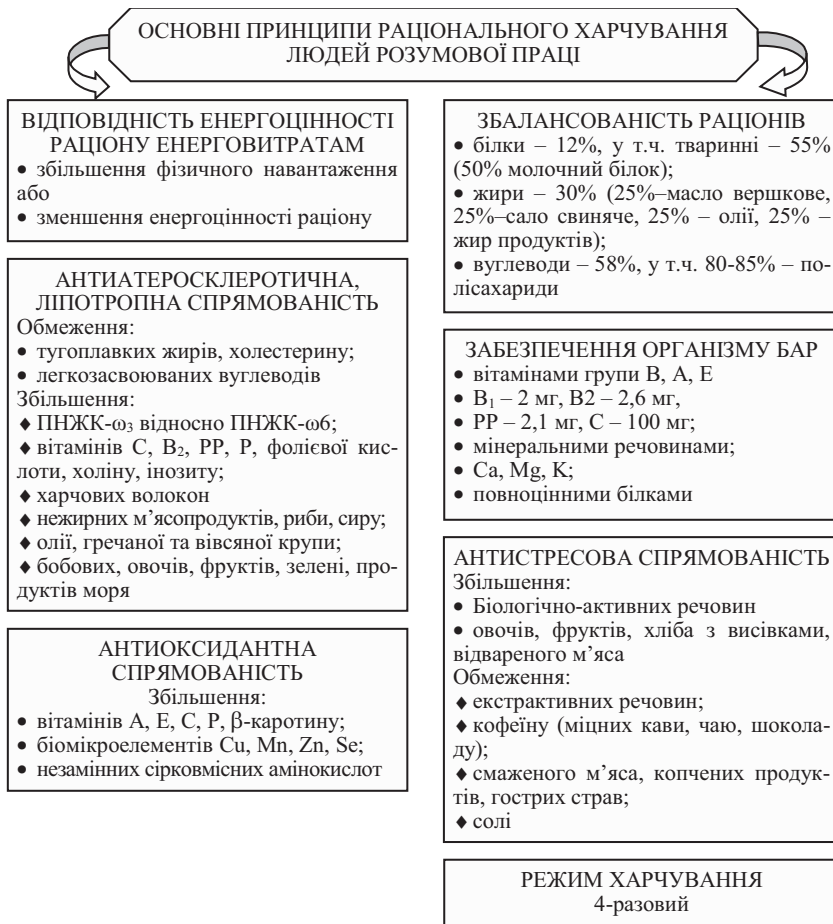 ОСНОВНІ ПРИНЦИПИ РАЦІОНАЛЬНОГО ХАРЧУВАННЯ
ЛЮДЕЙ РОЗУМОВОЇ ПРАЦІ
ВІДПОВІДНІСТЬ ЕНЕРГОЦІННОСТІ
РАЦІОНУ ЕНЕРГОВИТРАТАМ
• збільшення фізичного навантаження
або
• зменшення енергоцінності раціону
АНТИАТЕРОСКЛЕРОТИЧНА,
ЛІПОТРОПНА СПРЯМОВАНІСТЬ
Обмеження:
• тугоплавких жирів, холестерину;
• легкозасвоюваних вуглеводів
Збільшення:
♦ ПНЖК-ω₃ відносно ПНЖК-ω6;
♦ вітамінів С, В₂, РР, Р, фолієвої кис-
лоти, холіну, інозиту;
♦ харчових волокон
♦ нежирних м’ясопродуктів, риби, сиру;
♦ олії, гречаної та вівсяної крупи;
♦ бобових, овочів, фруктів, зелені, про-
дуктів моря
АНТИОКСИДАНТНА
СПРЯМОВАНІСТЬ
Збільшення:
• вітамінів А, Е, С, Р, β-каротину;
• біомікроелементів Cu, Mn, Zn, Se;
• незамінних сірковмісних амінокислот
ЗБАЛАНСОВАНІСТЬ РАЦІОНІВ
• білки – 12%, у т.ч. тваринні – 55%
(50% молочний білок);
• жири – 30% (25%–масло вершкове,
25%–сало свиняче, 25% – олії, 25% –
жир продуктів);
• вуглеводи – 58%, у т.ч. 80-85% – по-
лісахариди
ЗАБЕЗПЕЧЕННЯ ОРГАНІЗМУ БАР
• вітамінами групи В, А, Е
• В₁ – 2 мг, В2 – 2,6 мг,
• РР – 2,1 мг, С – 100 мг;
• мінеральними речовинами;
• Ca, Mg, K;
• повноцінними білками
АНТИСТРЕСОВА СПРЯМОВАНІСТЬ
Збільшення:
• Біологічно-активних речовин
• овочів, фруктів, хліба з висівками,
відвареного м’яса
Обмеження:
♦ екстрактивних речовин;
♦ кофеїну (міцних кави, чаю, шокола-
ду);
♦ смаженого м’яса, копчених продук-
тів, гострих страв;
♦ солі
РЕЖИМ ХАРЧУВАННЯ
4-разовий